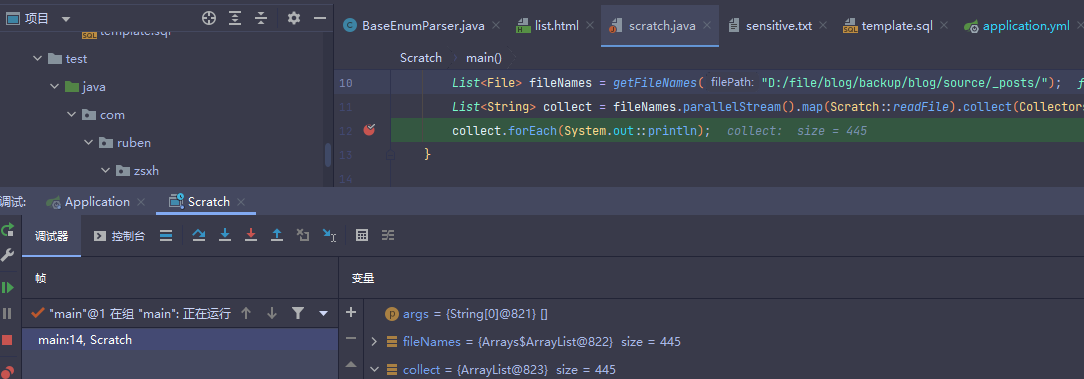 项目
BaseEnumParser.java
list.html
scratch.java
sensitive.txt
template.sql
application.yml
template.sql
test
java
com
ruben
zsxh
Scratch main()
10 List<File> fileNames = getFileNames( filePath: "D:/file/blog/backup/blog/source/_posts/"); f
11 List<String> collect = fileNames.parallelStream().map(Scratch::readFile).collect(Collectors
12 collect.forEach(System.out::println); collect: size = 445
13 }
14
调试: Application Scratch
调试器 控制台
帧
变量
"main"@1 在组 "main": 正在运行
main:14, Scratch
args = {String[0]@821} []
fileNames = {Arrays$ArrayList@822} size = 445
collect = {ArrayList@823} size = 445